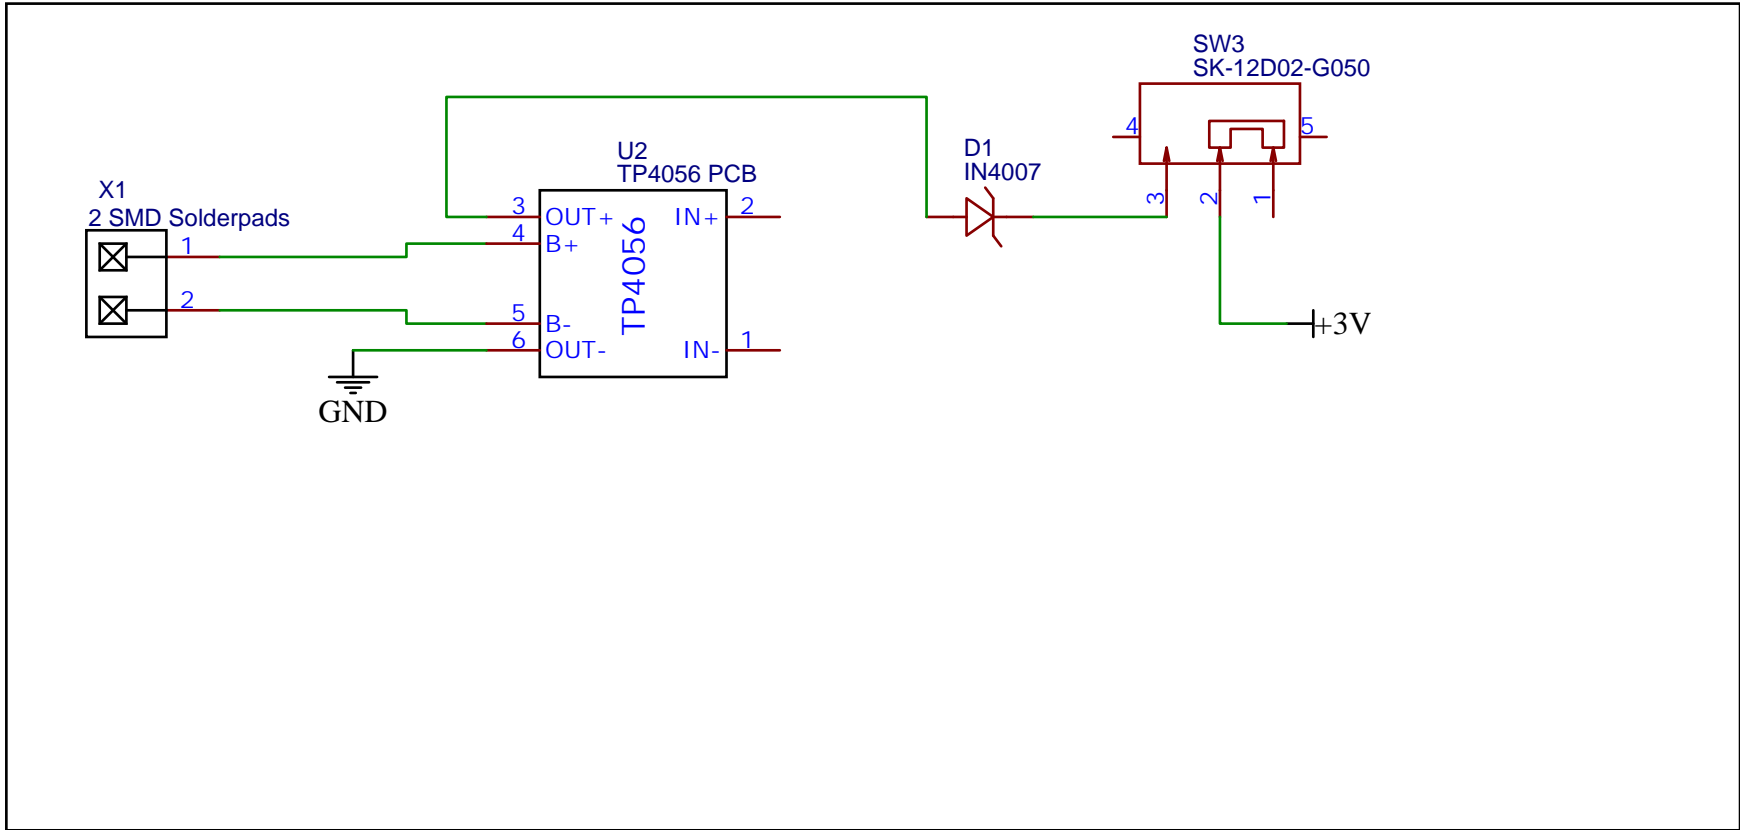 SW3
SK-12D02-G050
4
5
3
2
1
D1
IN4007
U2
TP4056 PCB
3
OUT+
IN+
2
4
B+
TP4056
5
B-
6
OUT-
IN-
1
X1
2 SMD Solderpads
1
2
GND
+3V